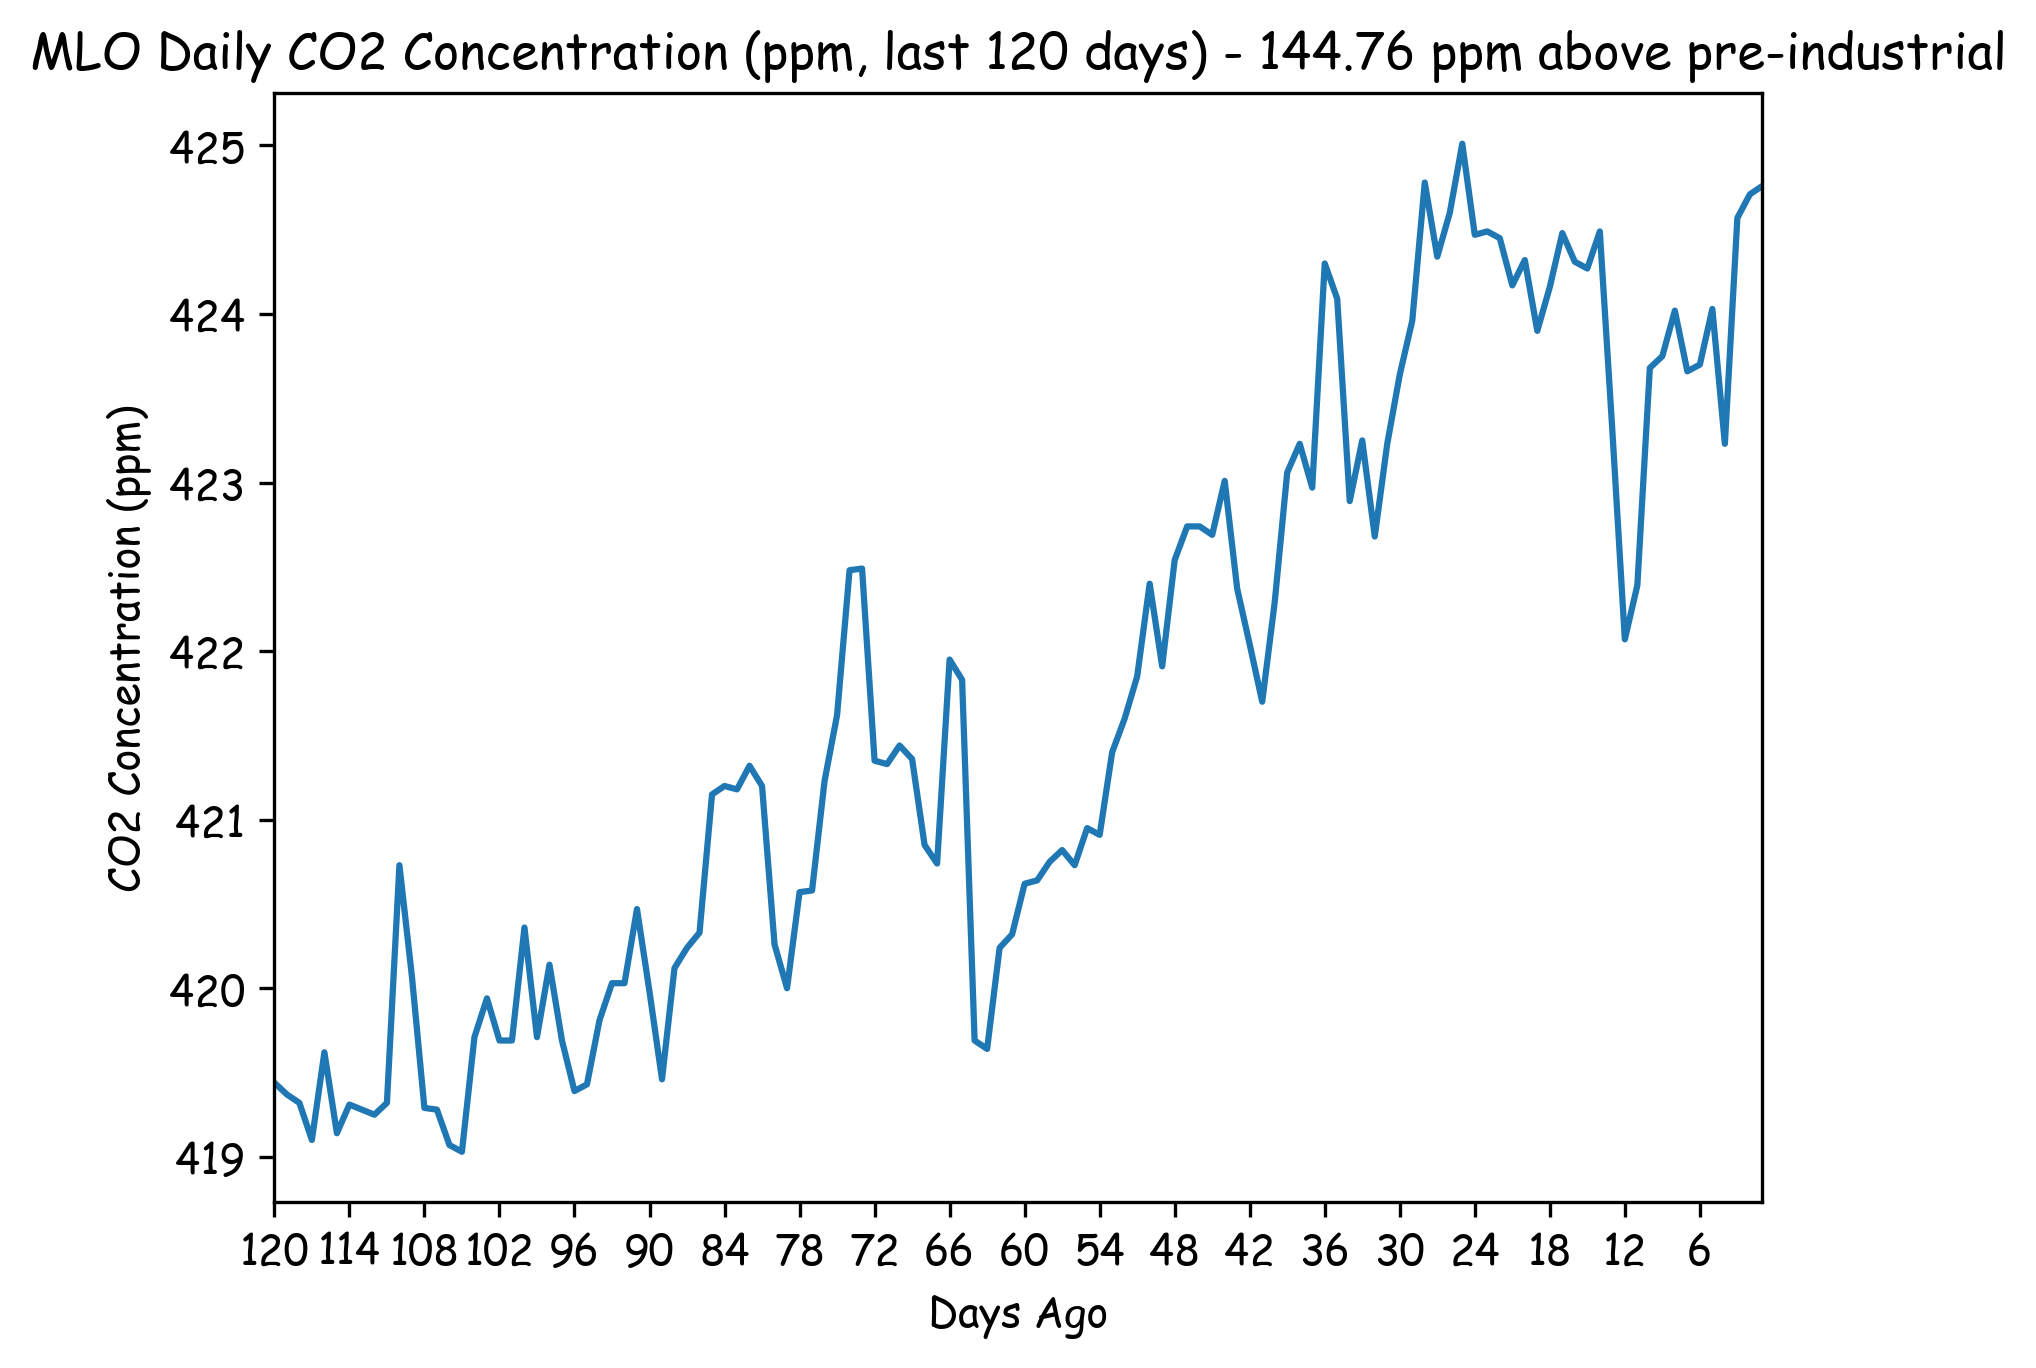 MLO Daily CO2 Concentration (ppm, last 120 days) - 144.76 ppm above pre-industrial
425
424
423
422
421
420
419
CO2 Concentration (ppm)
120 114 108 102 96 90 84 78 72 66 60 54 48 42 36 30 24 18 12 6
Days Ago